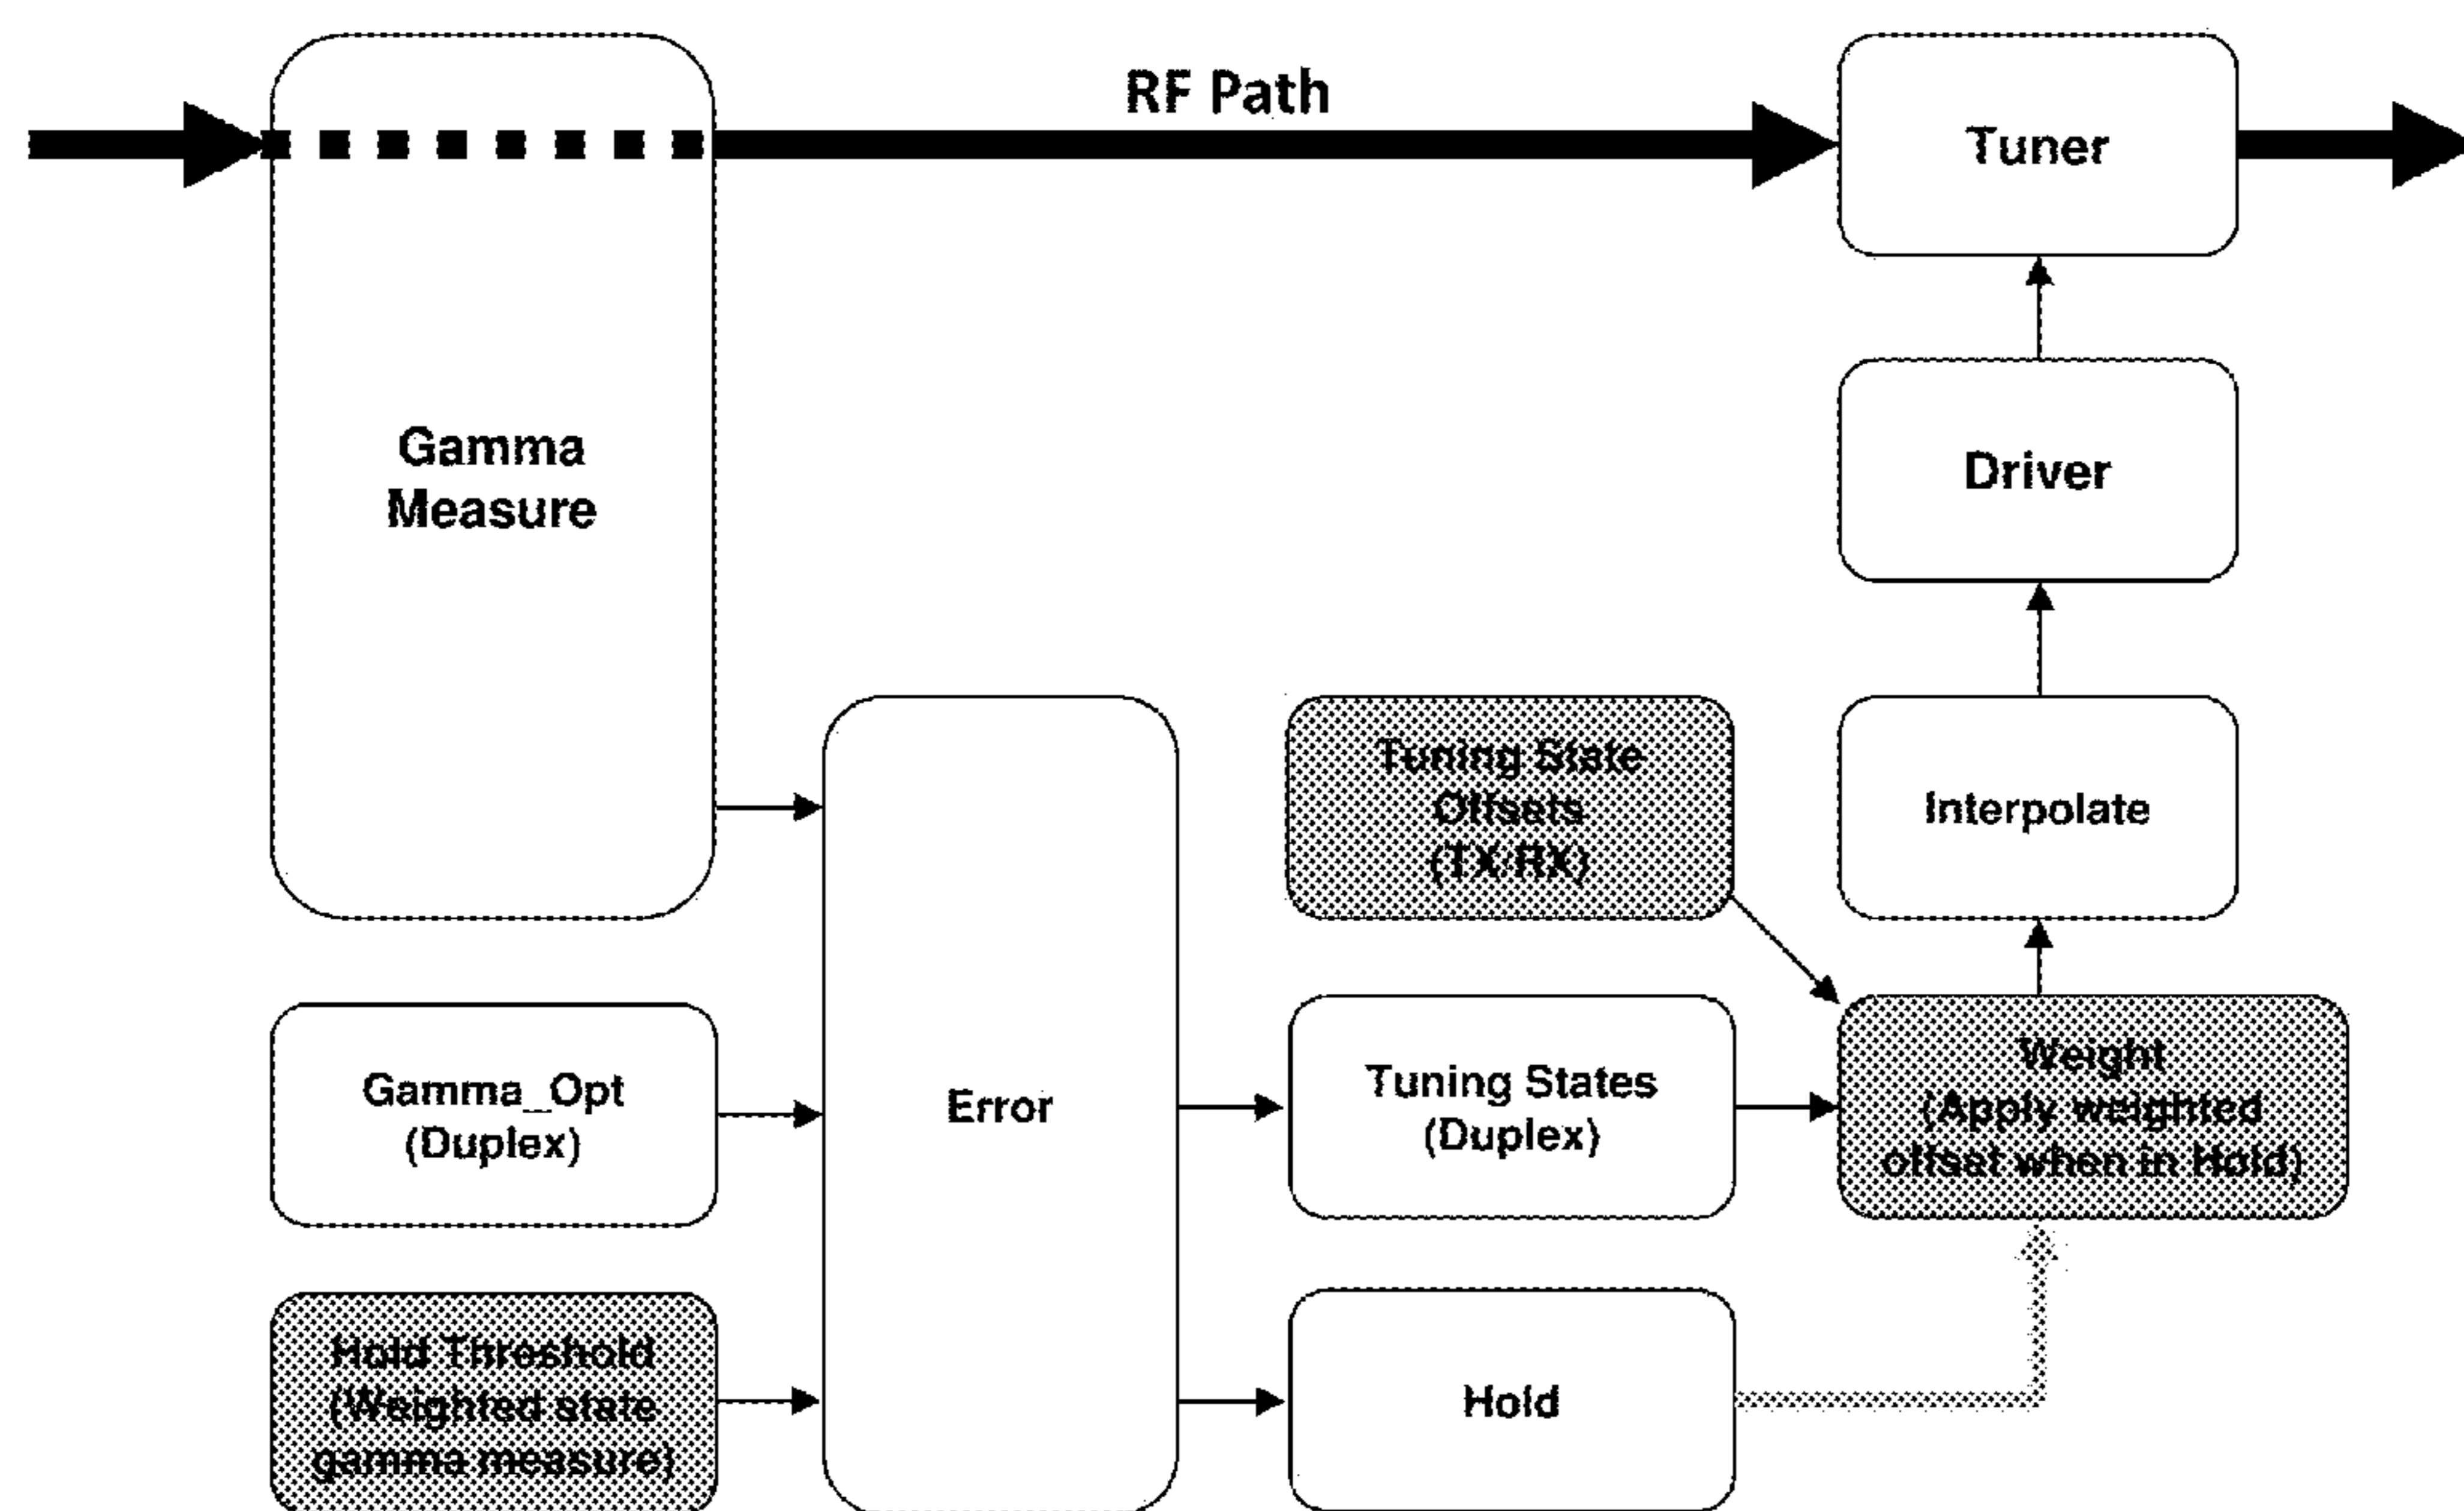 RF Path
Tuner
Gamma
Measure
Driver
Tuning State
Offsets
(TX/RX)
Interpolate
Gamma_Opt
(Duplex)
Error
Tuning States
(Duplex)
Weight
(Apply weighted
offset when in Hold)
Hold Threshold
(Weighted state
gamma measure)
Hold